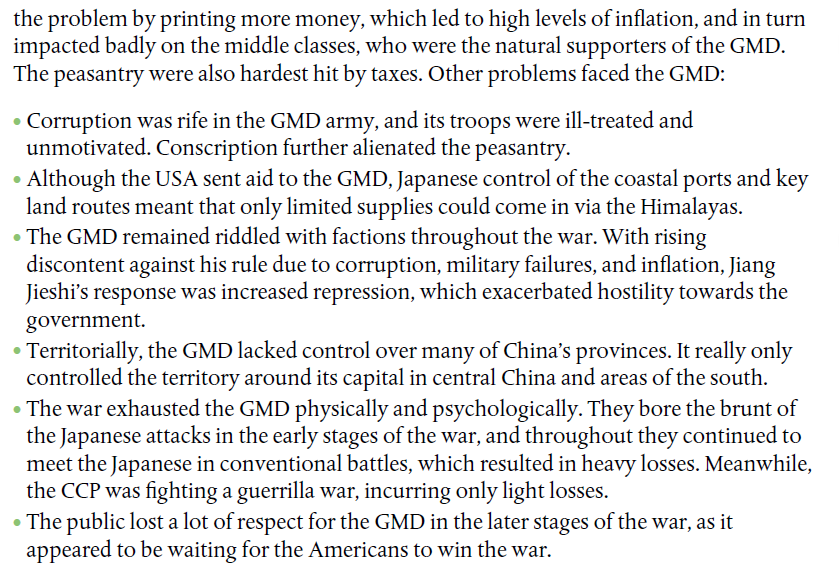 the problem by printing more money, which led to high levels of inflation, and in turn
impacted badly on the middle classes, who were the natural supporters of the GMD.
The peasantry were also hardest hit by taxes. Other problems faced the GMD:
• Corruption was rife in the GMD army, and its troops were ill-treated and
unmotivated. Conscription further alienated the peasantry.
• Although the USA sent aid to the GMD, Japanese control of the coastal ports and key
land routes meant that only limited supplies could come in via the Himalayas.
• The GMD remained riddled with factions throughout the war. With rising
discontent against his rule due to corruption, military failures, and inflation, Jiang
Jieshi's response was increased repression, which exacerbated hostility towards the
government.
• Territorially, the GMD lacked control over many of China's provinces. It really only
controlled the territory around its capital in central China and areas of the south.
• The war exhausted the GMD physically and psychologically. They bore the brunt of
the Japanese attacks in the early stages of the war, and throughout they continued to
meet the Japanese in conventional battles, which resulted in heavy losses. Meanwhile,
the CCP was fighting a guerrilla war, incurring only light losses.
• The public lost a lot of respect for the GMD in the later stages of the war, as it
appeared to be waiting for the Americans to win the war.